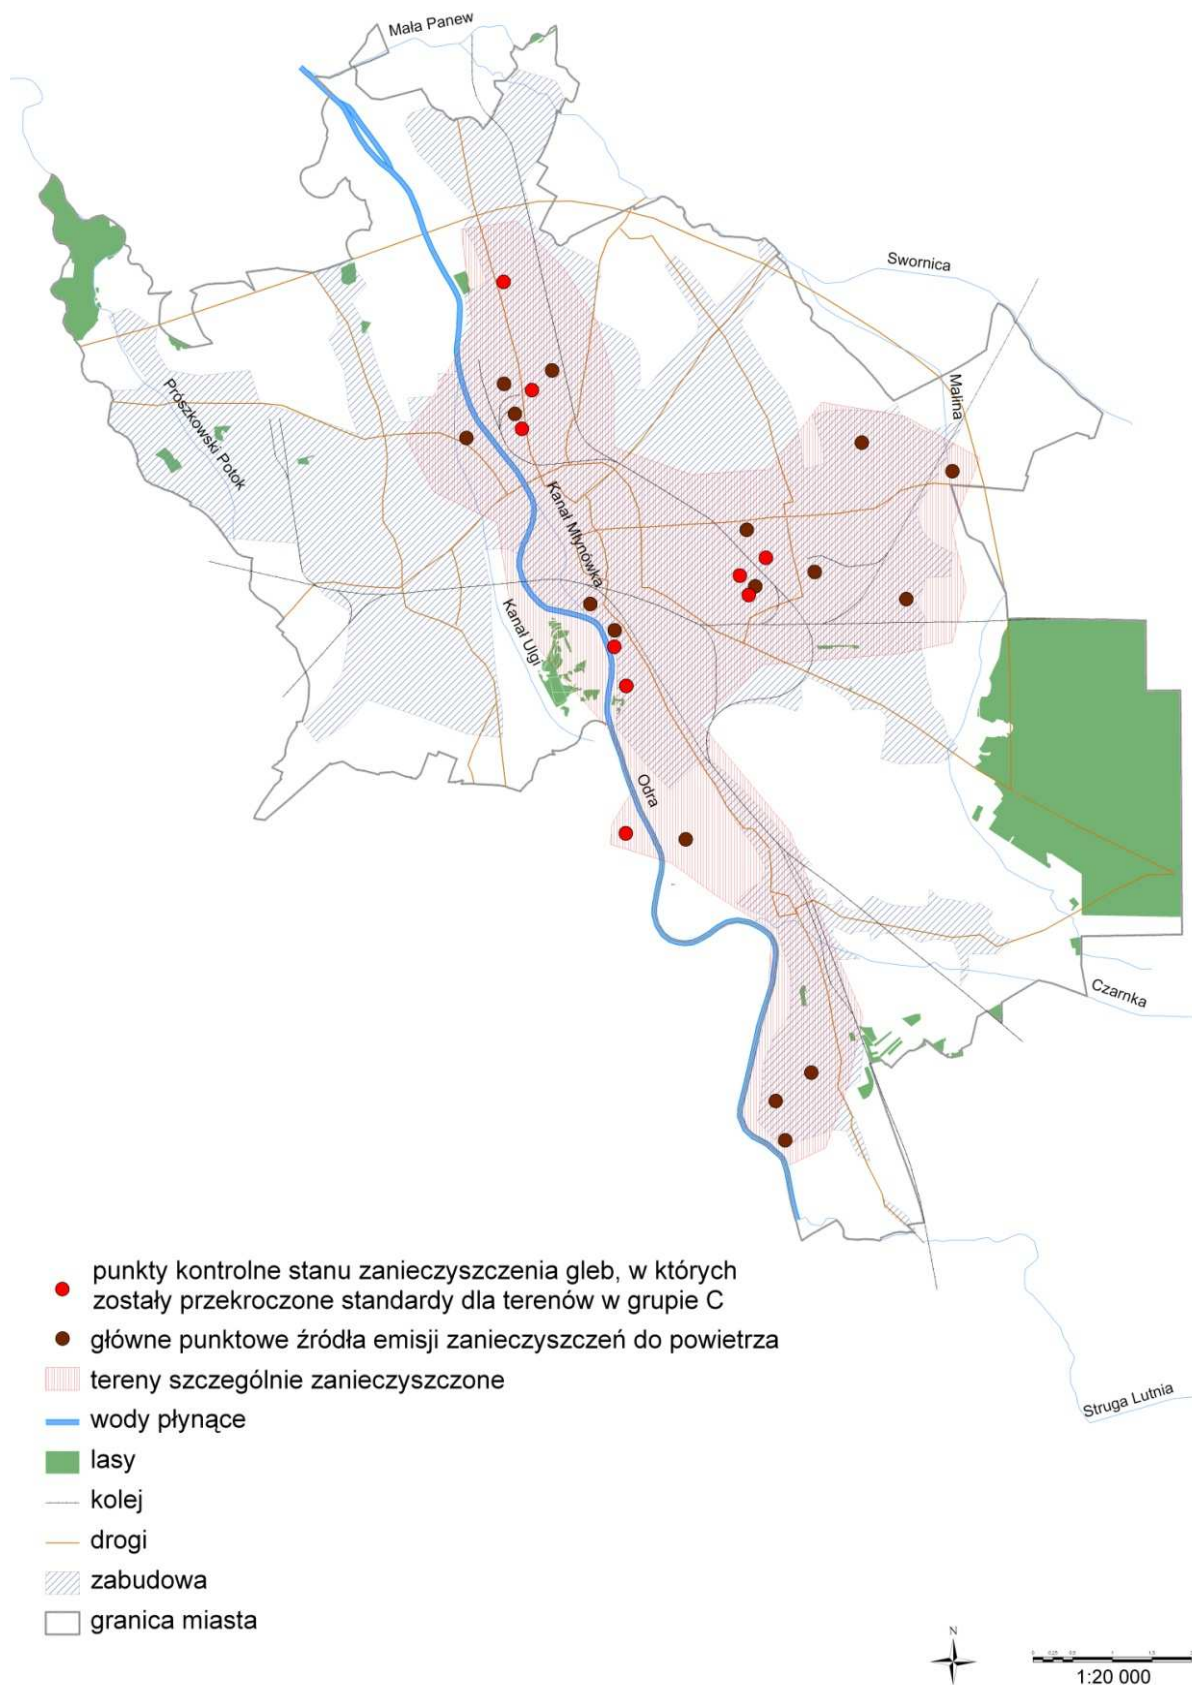 Mała Panew
Swornica
Malina
Prószkowski Potok
Kanał Młynówka
Kanał Ulgi
Odra
Czarnka
punkty kontrolne stanu zanieczyszczenia gleb, w których
zostały przekroczone standardy dla terenów w grupie C
główne punktowe źródła emisji zanieczyszczeń do powietrza
tereny szczególnie zanieczyszczone
Struga Lutnia
wody płynące
lasy
kolej
drogi
zabudowa
granica miasta
N
1:20 000